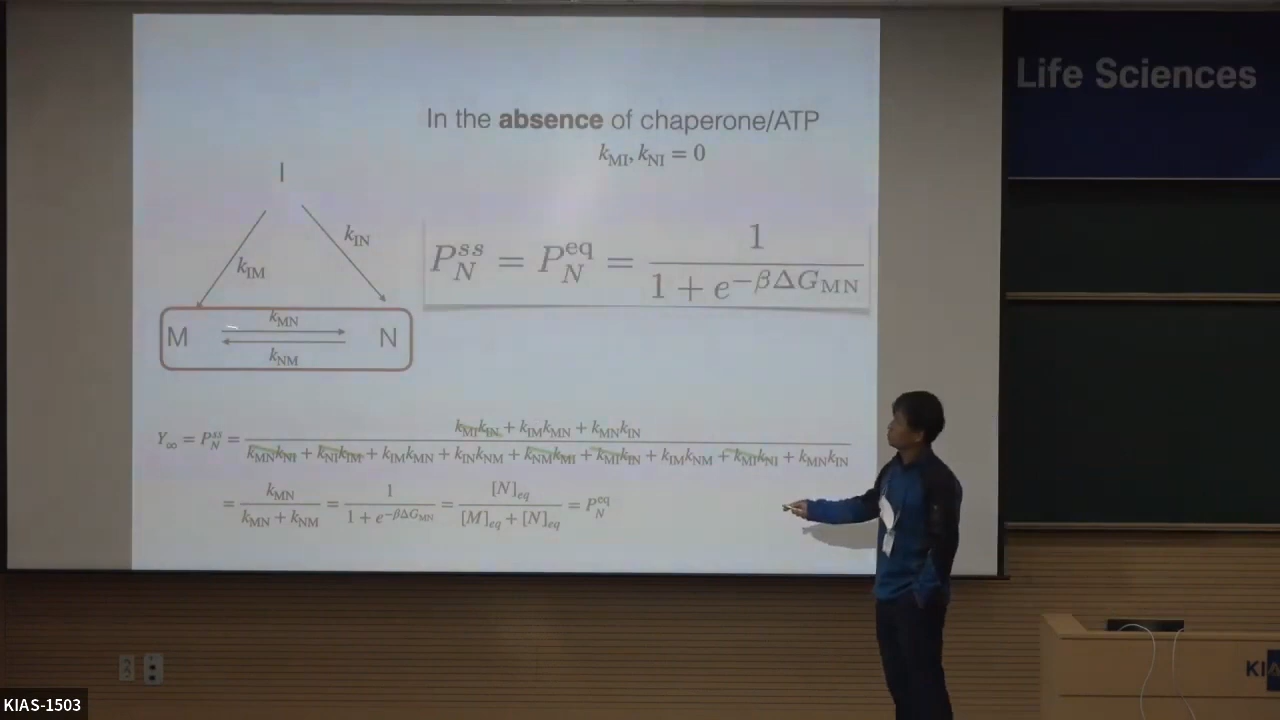 Life Sciences
In the absence of chaperone/ATP
k_MI, k_NI = 0
I
k_IN
k_IM
P_N^ss = P_N^eq = 1 / (1 + e^{-βΔG_MN})
k_MN
M N
k_NM
Y_∞ = P_N^ss = (k_MI k_IN + k_IM k_MN + k_MN k_IN) / (k_MN k_NI + k_NI k_IM + k_IM k_MN + k_IN k_NM + k_NM k_MI + k_MI k_IN + k_IM k_NM + k_MI k_NI + k_MN k_IN)
= k_MN / (k_MN + k_NM) = 1 / (1 + e^{-βΔG_MN}) = [N]_eq / ([M]_eq + [N]_eq) = P_N^eq
KIAS-1503